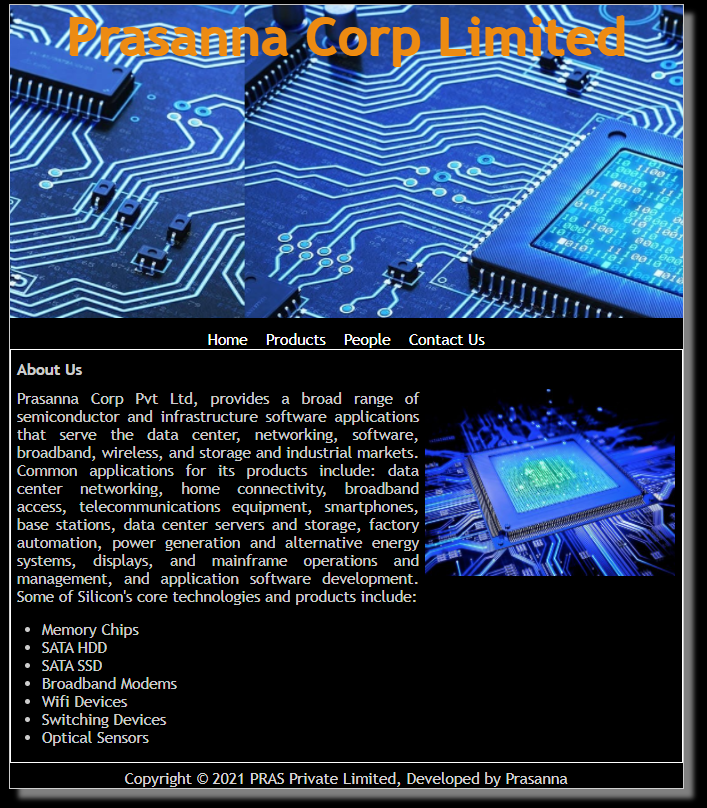 Prasanna Corp Limited
Home Products People Contact Us
About Us
Prasanna Corp Pvt Ltd, provides a broad range of
semiconductor and infrastructure software applications
that serve the data center, networking, software,
broadband, wireless, and storage and industrial markets.
Common applications for its products include: data
center networking, home connectivity, broadband
access, telecommunications equipment, smartphones,
base stations, data center servers and storage, factory
automation, power generation and alternative energy
systems, displays, and mainframe operations and
management, and application software development.
Some of Silicon's core technologies and products include:
• Memory Chips
• SATA HDD
• SATA SSD
• Broadband Modems
• Wifi Devices
• Switching Devices
• Optical Sensors
Copyright © 2021 PRAS Private Limited, Developed by Prasanna